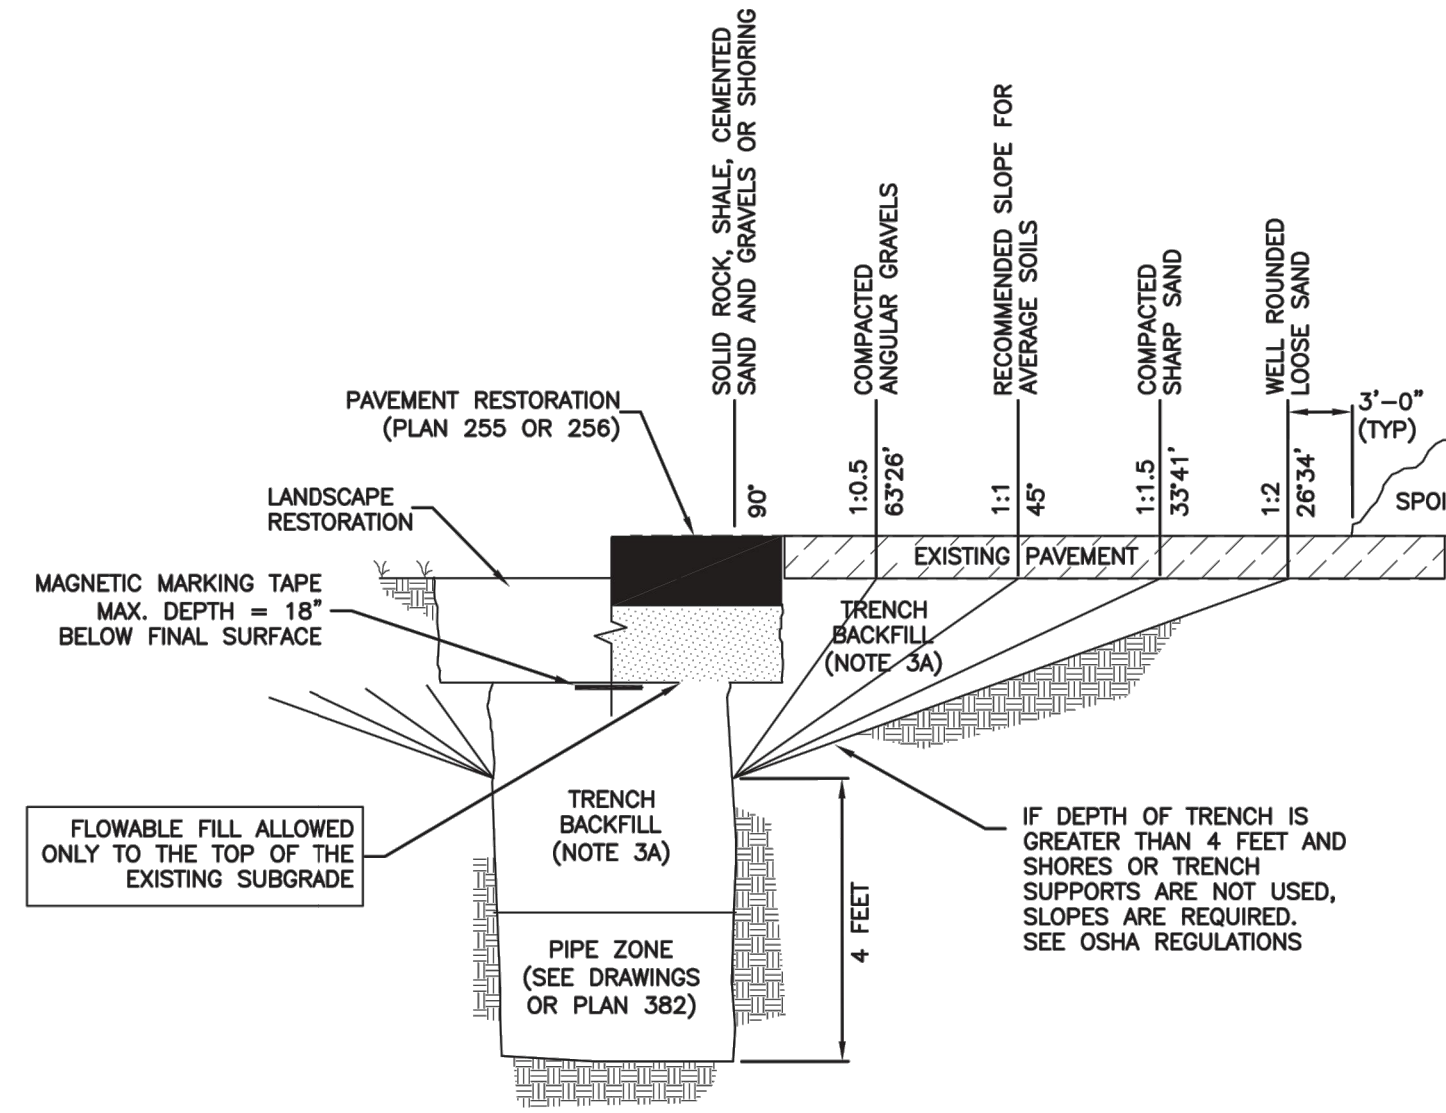 SOLID ROCK, SHALE, CEMENTED
SAND AND GRAVELS OR SHORING
COMPACTED
ANGULAR GRAVELS
RECOMMENDED SLOPE FOR
AVERAGE SOILS
COMPACTED
SHARP SAND
WELL ROUNDED
LOOSE SAND
3'-0"
(TYP)
PAVEMENT RESTORATION
(PLAN 255 OR 256)
90°
1:0.5
63°26'
1:1
45°
1:1.5
33°41'
1:2
26°34'
SPOI
LANDSCAPE
RESTORATION
EXISTING PAVEMENT
MAGNETIC MARKING TAPE
MAX. DEPTH = 18"
BELOW FINAL SURFACE
TRENCH
BACKFILL
(NOTE 3A)
FLOWABLE FILL ALLOWED
ONLY TO THE TOP OF THE
EXISTING SUBGRADE
TRENCH
BACKFILL
(NOTE 3A)
4 FEET
IF DEPTH OF TRENCH IS
GREATER THAN 4 FEET AND
SHORES OR TRENCH
SUPPORTS ARE NOT USED,
SLOPES ARE REQUIRED.
SEE OSHA REGULATIONS
PIPE ZONE
(SEE DRAWINGS
OR PLAN 382)